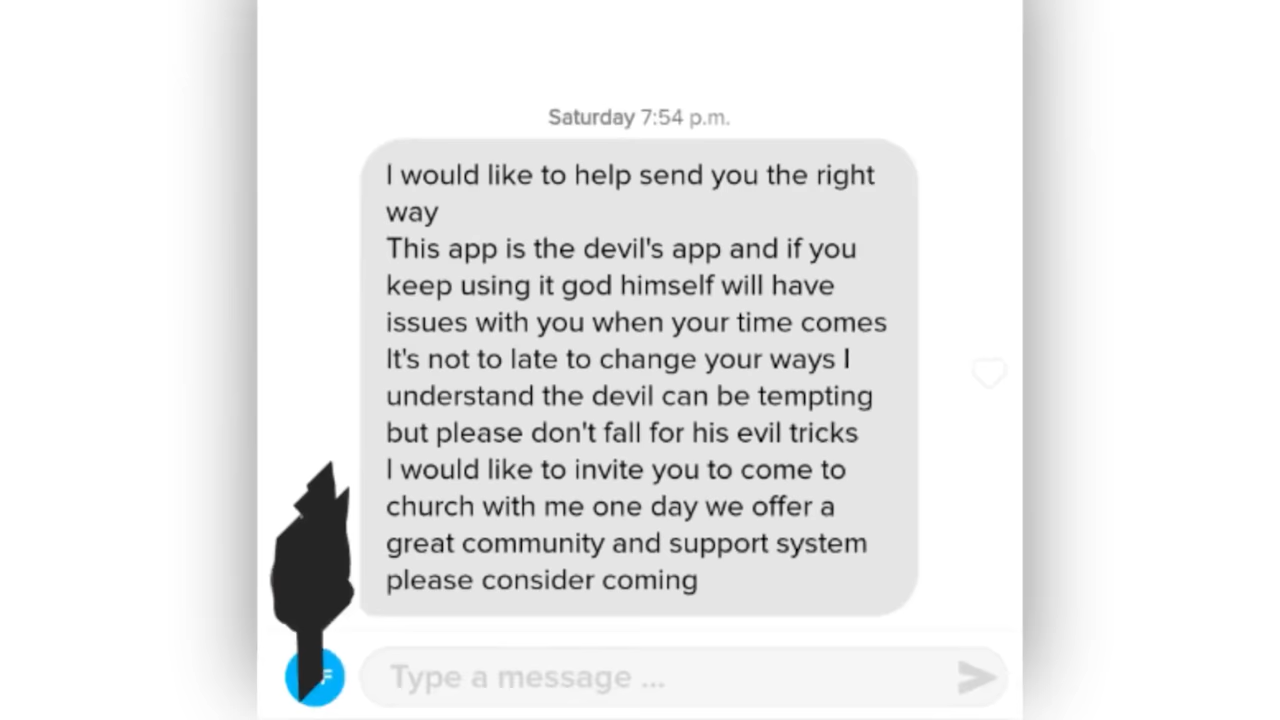 Saturday 7:54 p.m.
I would like to help send you the right
way
This app is the devil's app and if you
keep using it god himself will have
issues with you when your time comes
It's not to late to change your ways I
understand the devil can be tempting
but please don't fall for his evil tricks
I would like to invite you to come to
church with me one day we offer a
great community and support system
please consider coming
Type a message ...